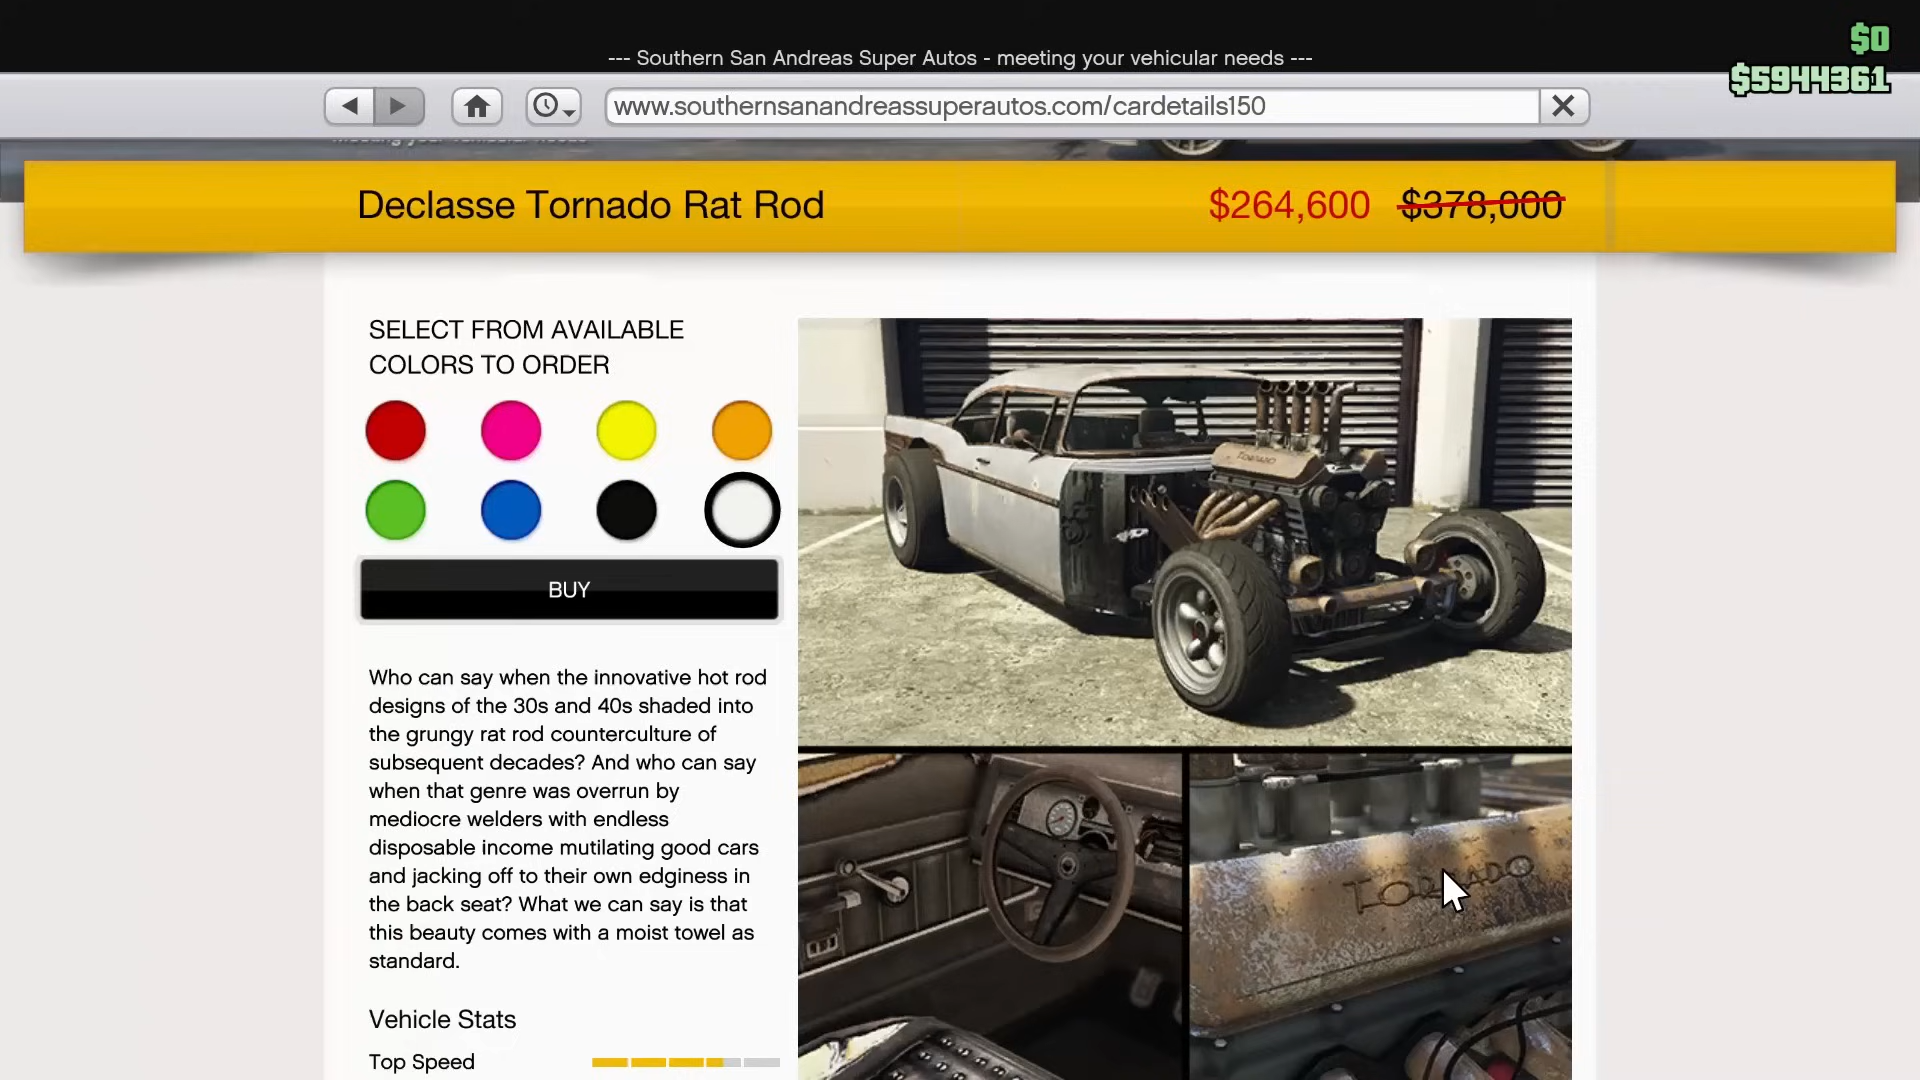 --- Southern San Andreas Super Autos - meeting your vehicular needs ---
$0
$5944361
www.southernsanandreassuperautos.com/cardetails150
Declasse Tornado Rat Rod
$264,600 $378,000
SELECT FROM AVAILABLE
COLORS TO ORDER
BUY
Who can say when the innovative hot rod
designs of the 30s and 40s shaded into
the grungy rat rod counterculture of
subsequent decades? And who can say
when that genre was overrun by
mediocre welders with endless
disposable income mutilating good cars
and jacking off to their own edginess in
the back seat? What we can say is that
this beauty comes with a moist towel as
standard.
Vehicle Stats
Top Speed
TORNADO
TORNADO